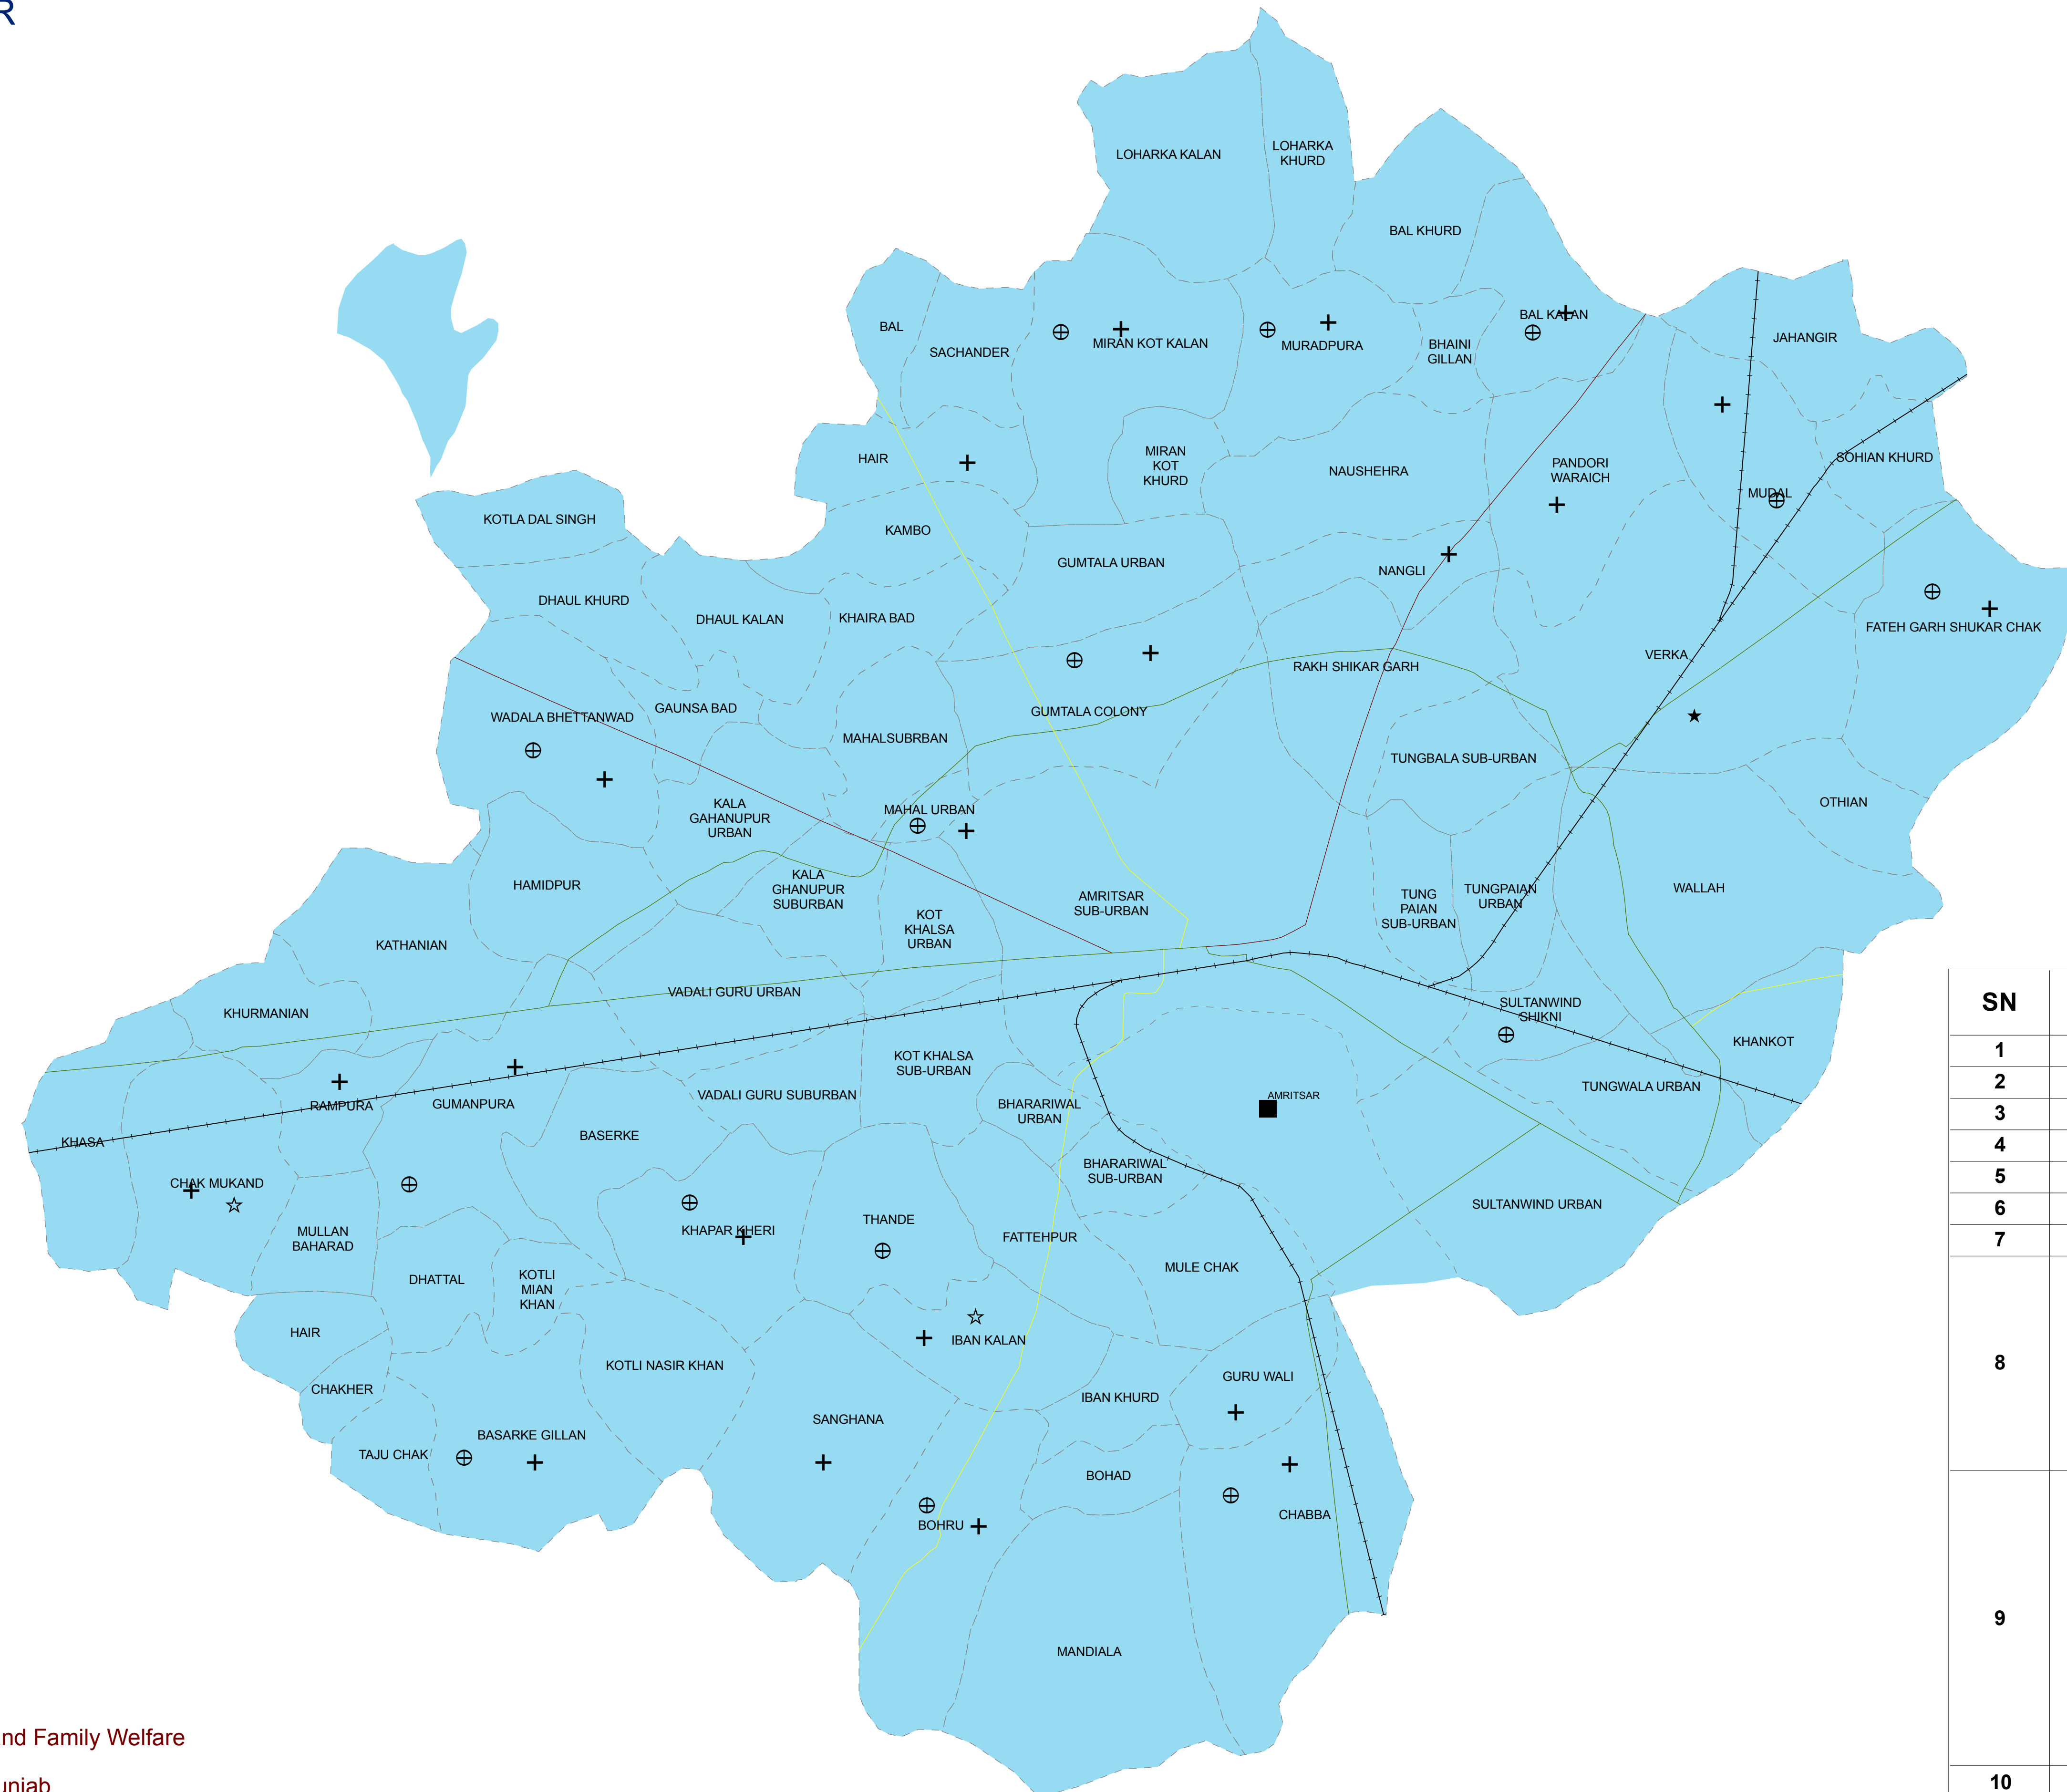 R
LOHARKA KALAN
LOHARKA
KHURD
BAL KHURD
BAL
SACHANDER
MIRAN KOT KALAN
MURADPURA
BHAINI
GILLAN
BAL KALAN
JAHANGIR
HAIR
MIRAN
KOT
KHURD
NAUSHEHRA
PANDORI
WARAICH
SOHIAN KHURD
MUDAL
KOTLA DAL SINGH
KAMBO
GUMTALA URBAN
NANGLI
DHAUL KHURD
DHAUL KALAN
KHAIRA BAD
FATEH GARH SHUKAR CHAK
VERKA
RAKH SHIKAR GARH
WADALA BHETTANWAD
GAUNSA BAD
GUMTALA COLONY
MAHALSUBRBAN
TUNGBALA SUB-URBAN
KALA
GAHANUPUR
URBAN
MAHAL URBAN
OTHIAN
HAMIDPUR
KALA
GHANUPUR
SUBURBAN
KOT
KHALSA
URBAN
AMRITSAR
SUB-URBAN
TUNG
PAIAN
SUB-URBAN
TUNGPAIAN
URBAN
WALLAH
KATHANIAN
VADALI GURU URBAN
KHURMANIAN
SULTANWIND
SHIKNI
KHANKOT
KOT KHALSA
SUB-URBAN
TUNGWALA URBAN
RAMPURA
GUMANPURA
VADALI GURU SUBURBAN
BHARARIWAL
URBAN
AMRITSAR
KHASA
BASERKE
CHAK MUKAND
BHARARIWAL
SUB-URBAN
SULTANWIND URBAN
MULLAN
BAHARAD
KHAPAR KHERI
THANDE
FATTEHPUR
MULE CHAK
DHATTAL
KOTLI
MIAN
KHAN
HAIR
IBAN KALAN
KOTLI NASIR KHAN
GURU WALI
CHAKHER
IBAN KHURD
SANGHANA
TAJU CHAK
BASARKE GILLAN
BOHAD
BOHRU
CHABBA
MANDIALA
SN
1
2
3
4
5
6
7
8
9
10
nd Family Welfare
unjab